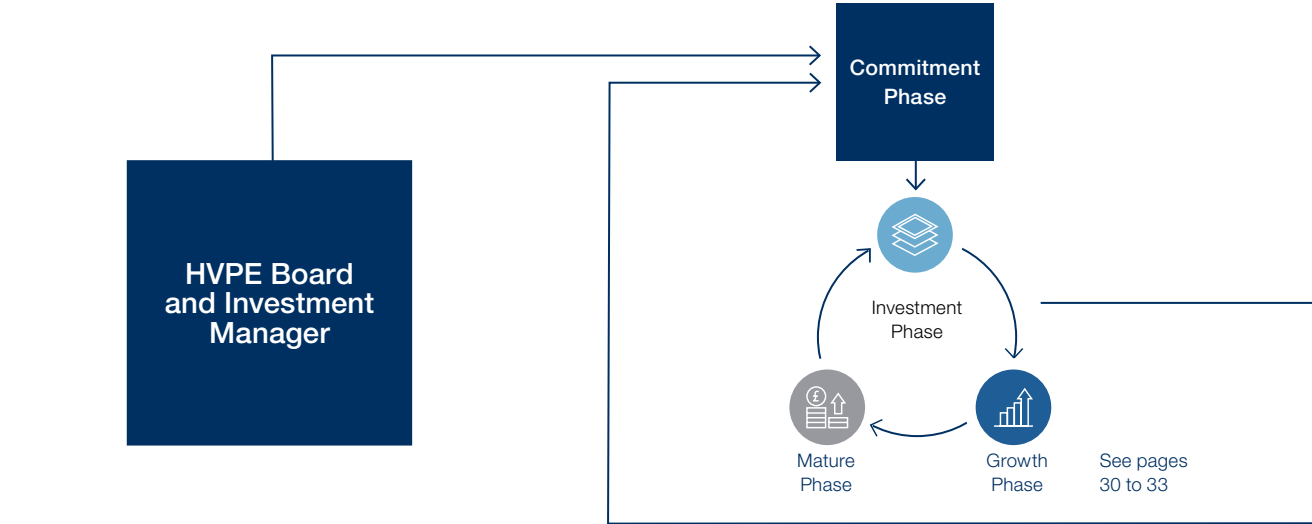 Commitment
Phase
HVPE Board
and Investment
Manager
Investment
Phase
£
Mature
Phase
Growth
Phase
See pages
30 to 33